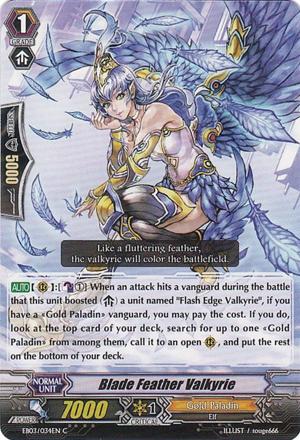 1
GRADE
SHIELD
5000
Like a fluttering feather,
the valkyrie will color the battlefield.
AUTO : [ ] When an attack hits a vanguard during the battle
that this unit boosted ( ) a unit named "Flash Edge Valkyrie", if you
have a «Gold Paladin» vanguard, you may pay the cost. If you do,
look at the top card of your deck, search for up to one «Gold
Paladin» from among them, call it to an open , and put the rest
on the bottom of your deck.
Blade Feather Valkyrie
NORMAL
UNIT
POWER
7000
1
CRITICAL
Gold Paladin
Elf
EB03/034EN C
ILLUST / touge666